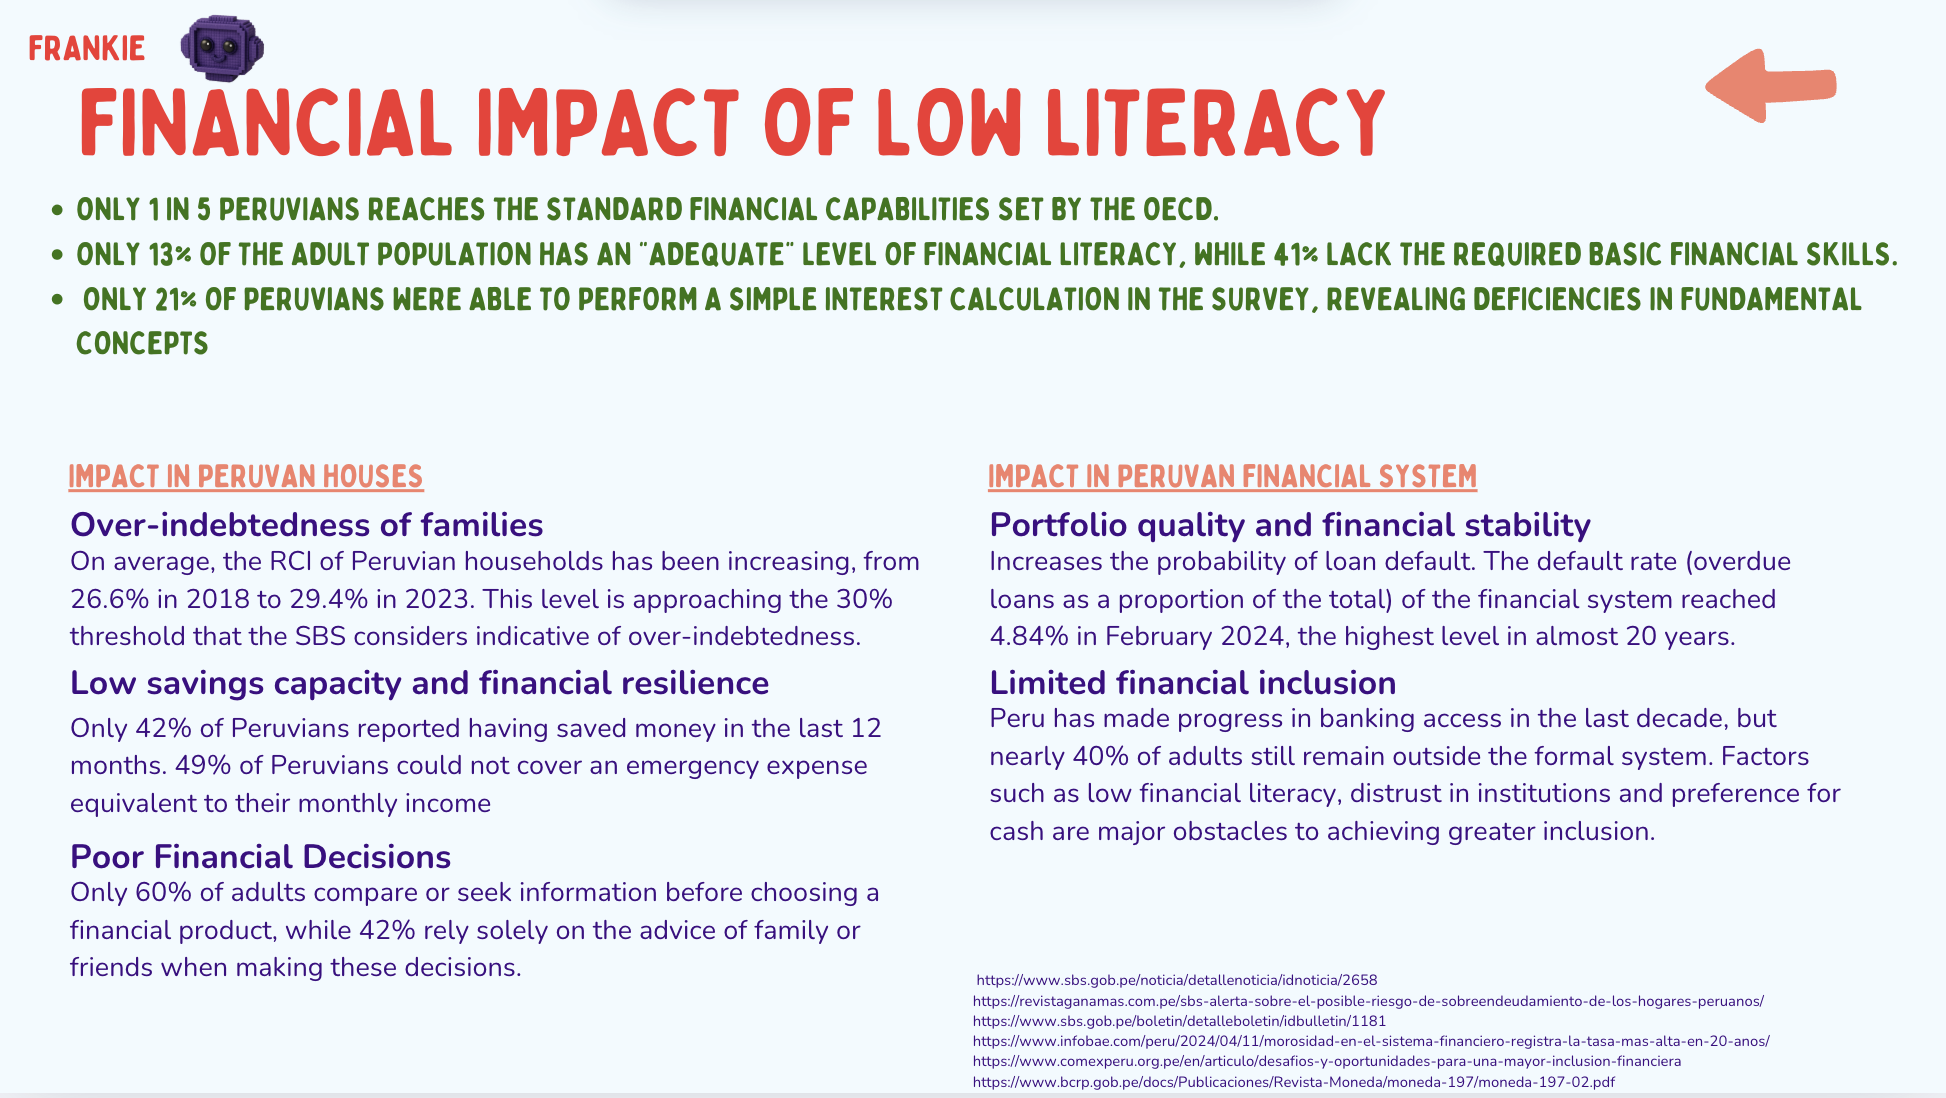 FRANKIE
FINANCIAL IMPACT OF LOW LITERACY
• ONLY 1 IN 5 PERUVIANS REACHES THE STANDARD FINANCIAL CAPABILITIES SET BY THE OECD.
• ONLY 13% OF THE ADULT POPULATION HAS AN "ADEQUATE" LEVEL OF FINANCIAL LITERACY, WHILE 41% LACK THE REQUIRED BASIC FINANCIAL SKILLS.
• ONLY 21% OF PERUVIANS WERE ABLE TO PERFORM A SIMPLE INTEREST CALCULATION IN THE SURVEY, REVEALING DEFICIENCIES IN FUNDAMENTAL
CONCEPTS
IMPACT IN PERUVAN HOUSES
Over-indebtedness of families
On average, the RCI of Peruvian households has been increasing, from
26.6% in 2018 to 29.4% in 2023. This level is approaching the 30%
threshold that the SBS considers indicative of over-indebtedness.
Low savings capacity and financial resilience
Only 42% of Peruvians reported having saved money in the last 12
months. 49% of Peruvians could not cover an emergency expense
equivalent to their monthly income
Poor Financial Decisions
Only 60% of adults compare or seek information before choosing a
financial product, while 42% rely solely on the advice of family or
friends when making these decisions.
IMPACT IN PERUVAN FINANCIAL SYSTEM
Portfolio quality and financial stability
Increases the probability of loan default. The default rate (overdue
loans as a proportion of the total) of the financial system reached
4.84% in February 2024, the highest level in almost 20 years.
Limited financial inclusion
Peru has made progress in banking access in the last decade, but
nearly 40% of adults still remain outside the formal system. Factors
such as low financial literacy, distrust in institutions and preference for
cash are major obstacles to achieving greater inclusion.
https://www.sbs.gob.pe/noticia/detallenoticia/idnoticia/2658
https://revistaganamas.com.pe/sbs-alerta-sobre-el-posible-riesgo-de-sobreendeudamiento-de-los-hogares-peruanos/
https://www.sbs.gob.pe/boletin/detalleboletin/idbulletin/1181
https://www.infobae.com/peru/2024/04/11/morosidad-en-el-sistema-financiero-registra-la-tasa-mas-alta-en-20-anos/
https://www.comexperu.org.pe/en/articulo/desafios-y-oportunidades-para-una-mayor-inclusion-financiera
https://www.bcrp.gob.pe/docs/Publicaciones/Revista-Moneda/moneda-197/moneda-197-02.pdf